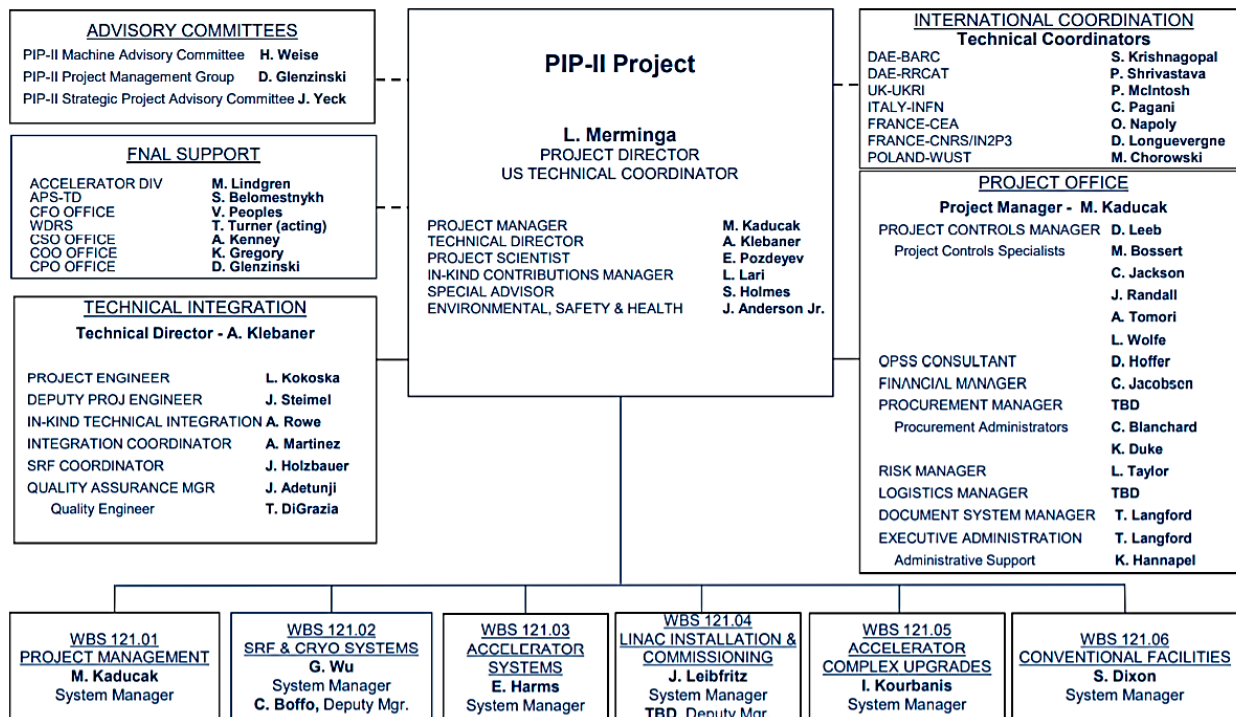 ADVISORY COMMITTEES
PIP-II Machine Advisory Committee H. Weise
PIP-II Project Management Group D. Glenzinski
PIP-II Strategic Project Advisory Committee J. Yeck
FNAL SUPPORT
ACCELERATOR DIV M. Lindgren
APS-TD S. Belomestnykh
CFO OFFICE V. Peoples
WDRS T. Turner (acting)
CSO OFFICE A. Kenney
COO OFFICE K. Gregory
CPO OFFICE D. Glenzinski
TECHNICAL INTEGRATION
Technical Director - A. Klebaner
PROJECT ENGINEER L. Kokoska
DEPUTY PROJ ENGINEER J. Steimel
IN-KIND TECHNICAL INTEGRATION A. Rowe
INTEGRATION COORDINATOR A. Martinez
SRF COORDINATOR J. Holzbauer
QUALITY ASSURANCE MGR J. Adetunji
Quality Engineer T. DiGrazia
PIP-II Project
L. Merminga
PROJECT DIRECTOR
US TECHNICAL COORDINATOR
PROJECT MANAGER M. Kaducak
TECHNICAL DIRECTOR A. Klebaner
PROJECT SCIENTIST E. Pozdeyev
IN-KIND CONTRIBUTIONS MANAGER L. Lari
SPECIAL ADVISOR S. Holmes
ENVIRONMENTAL, SAFETY & HEALTH J. Anderson Jr.
INTERNATIONAL COORDINATION
Technical Coordinators
DAE-BARC S. Krishnagopal
DAE-RRCAT P. Shrivastava
UK-UKRI P. McIntosh
ITALY-INFN C. Pagani
FRANCE-CEA O. Napoly
FRANCE-CNRS/IN2P3 D. Longuevergne
POLAND-WUST M. Chorowski
PROJECT OFFICE
Project Manager - M. Kaducak
PROJECT CONTROLS MANAGER D. Leeb
Project Controls Specialists M. Bossert
C. Jackson
J. Randall
A. Tomori
L. Wolfe
OPSS CONSULTANT D. Hoffer
FINANCIAL MANAGER C. Jacobsen
PROCUREMENT MANAGER TBD
Procurement Administrators C. Blanchard
K. Duke
RISK MANAGER L. Taylor
LOGISTICS MANAGER TBD
DOCUMENT SYSTEM MANAGER T. Langford
EXECUTIVE ADMINISTRATION T. Langford
Administrative Support K. Hannapel
WBS 121.01
PROJECT MANAGEMENT
M. Kaducak
System Manager
WBS 121.02
SRF & CRYO SYSTEMS
G. Wu
System Manager
C. Boffo, Deputy Mgr.
WBS 121.03
ACCELERATOR
SYSTEMS
E. Harms
System Manager
WBS 121.04
LINAC INSTALLATION &
COMMISSIONING
J. Leibfritz
System Manager
TBD, Deputy Mgr
WBS 121.05
ACCELERATOR
COMPLEX UPGRADES
I. Kourbanis
System Manager
WBS 121.06
CONVENTIONAL FACILITIES
S. Dixon
System Manager